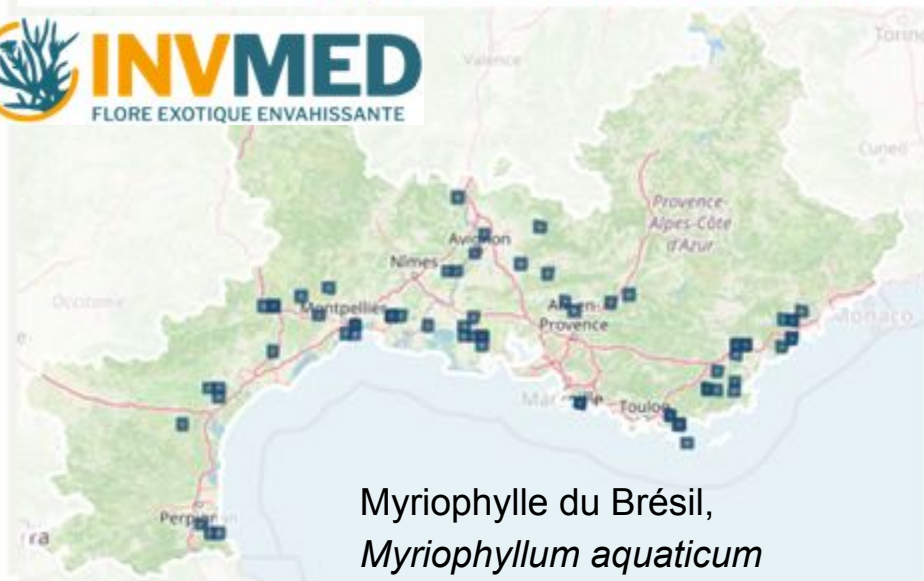 INVMED
FLORE EXOTIQUE ENVAHISSANTE
Torino
Valence
Cuneo
Provence-
Alpes-Côte
d'Azur
Avignon
Nîmes
Occitanie
Montpellier
Aix-en-
Provence
Monaco
Marseille
Toulon
Perpignan
Myriophylle du Brésil,
Myriophyllum aquaticum